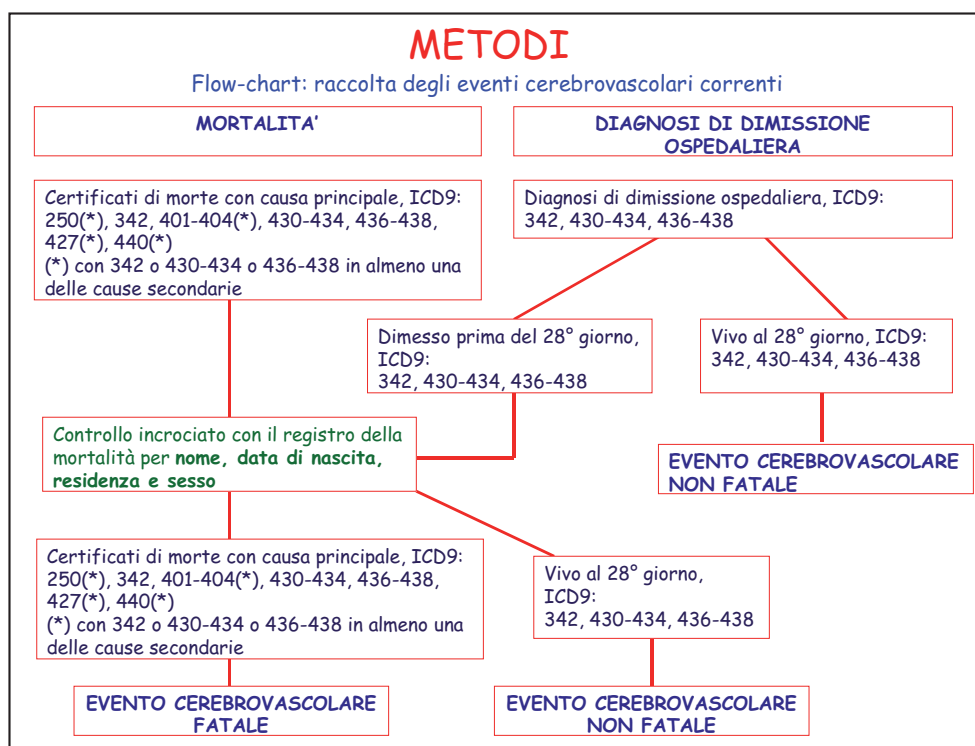 METODI
Flow-chart: raccolta degli eventi cerebrovascolari correnti
MORTALITA'
DIAGNOSI DI DIMISSIONE
OSPEDALIERA
Certificati di morte con causa principale, ICD9:
250(*), 342, 401-404(*), 430-434, 436-438,
427(*), 440(*)
(*) con 342 o 430-434 o 436-438 in almeno una
delle cause secondarie
Diagnosi di dimissione ospedaliera, ICD9:
342, 430-434, 436-438
Dimesso prima del 28° giorno,
ICD9:
342, 430-434, 436-438
Vivo al 28° giorno, ICD9:
342, 430-434, 436-438
Controllo incrociato con il registro della
mortalità per nome, data di nascita,
residenza e sesso
EVENTO CEREBROVASCOLARE
NON FATALE
Certificati di morte con causa principale, ICD9:
250(*), 342, 401-404(*), 430-434, 436-438,
427(*), 440(*)
(*) con 342 o 430-434 o 436-438 in almeno una
delle cause secondarie
Vivo al 28° giorno,
ICD9:
342, 430-434, 436-438
EVENTO CEREBROVASCOLARE
FATALE
EVENTO CEREBROVASCOLARE
NON FATALE